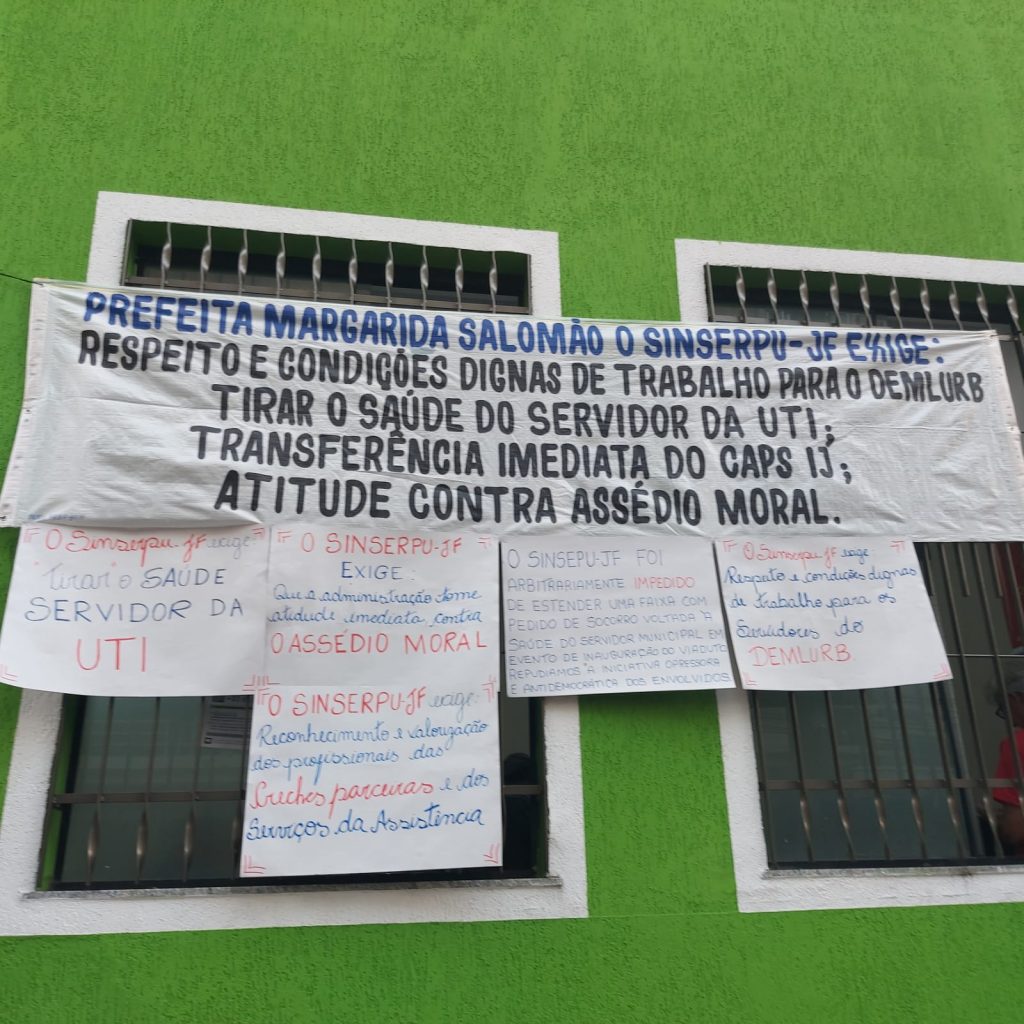 PREFEITA MARGARIDA SALOMÃO O SINSERPU-JF EXIGE:
RESPEITO E CONDIÇÕES DIGNAS DE TRABALHO PARA O DEMLURB
TIRAR O SAÚDE DO SERVIDOR DA UTI;
TRANSFERÊNCIA IMEDIATA DO CAPS IJ;
ATITUDE CONTRA ASSÉDIO MORAL.
O Sinserpu-JF exige:
"tirar" o SAÚDE
SERVIDOR DA
UTI
O SINSERPU-JF
EXIGE:
Que a administração tome
atidude imediata contra
O ASSÉDIO MORAL
O SINSEPU-JF FOI
ARBITRARIAMENTE IMPEDIDO
DE ESTENDER UMA FAIXA COM
PEDIDO DE SOCORRO VOLTADA "A
SAÚDE DO SERVIDOR MUNICIPAL EM
EVENTO DE INAUGURAÇÃO DO VIADUTO
REPUDIAMOS "A INICIATIVA OPRESSORA
E ANTIDEMOCRÁTICA DOS ENVOLVIDOS.
O Sinserpu-JF exige:
Respeito e condições dignas
de trabalho para os
Servidores do
DEMLURB.
O SINSERPU-JF exige:
Reconhecimento e valorização
dos profissionais das
Creches parceiras e dos
Serviços da Assistência